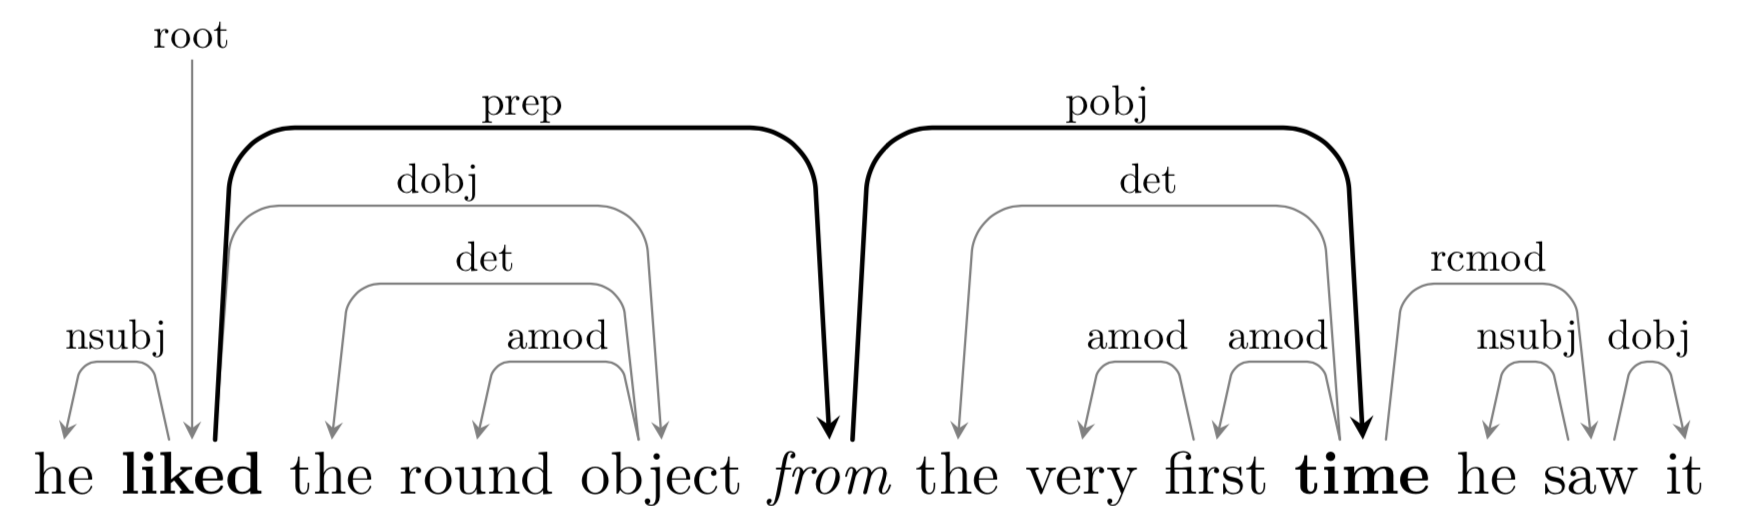 root
prep pobj
dobj det
det rcmod
nsubj amod amod amod nsubj dobj
he liked the round object from the very first time he saw it